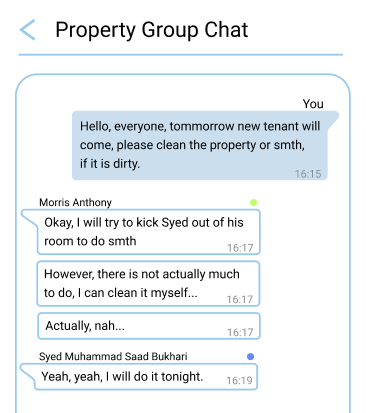 Property Group Chat
You
Hello, everyone, tommorrow new tenant will
come, please clean the property or smth,
if it is dirty.
16:15
Morris Anthony
Okay, I will try to kick Syed out of his
room to do smth
16:17
However, there is not actually much
to do, I can clean it myself...
16:17
Actually, nah...
16:17
Syed Muhammad Saad Bukhari
Yeah, yeah, I will do it tonight.
16:19